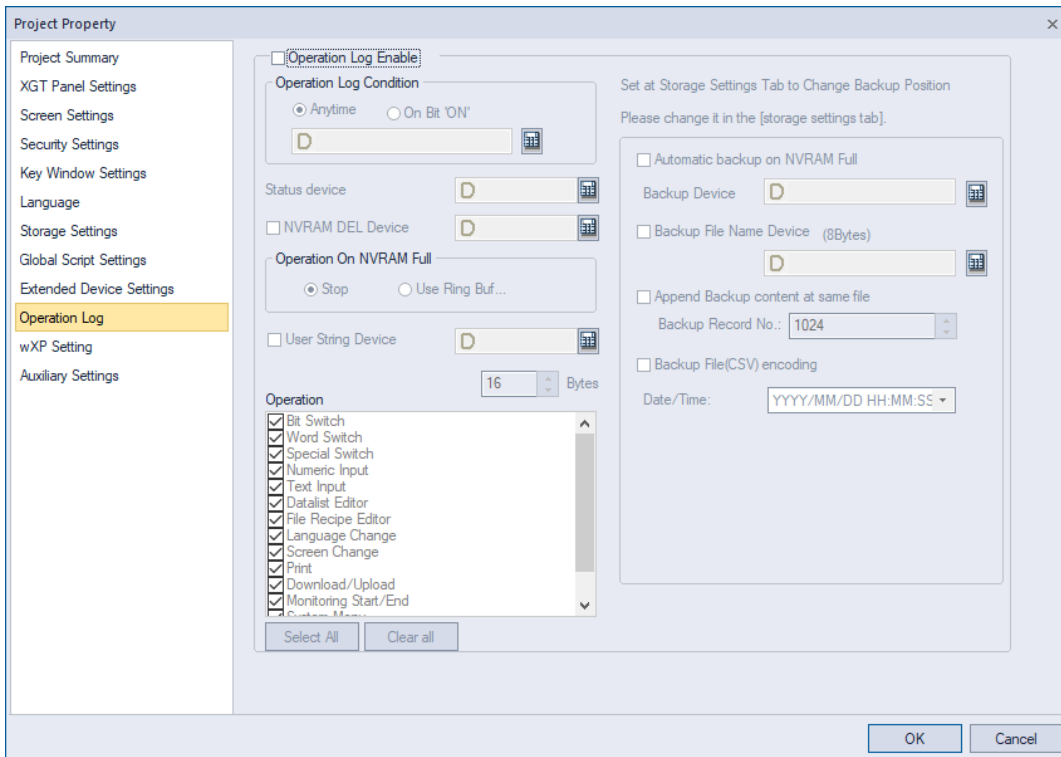 Project Property
Project Summary
XGT Panel Settings
Screen Settings
Security Settings
Key Window Settings
Language
Storage Settings
Global Script Settings
Extended Device Settings
Operation Log
wXP Setting
Auxiliary Settings
Operation Log Enable
Operation Log Condition
Anytime
On Bit 'ON'
D
Status device
D
NVRAM DEL Device
D
Operation On NVRAM Full
Stop
Use Ring Buf...
User String Device
D
16
Bytes
Operation
Bit Switch
Word Switch
Special Switch
Numeric Input
Text Input
Datalist Editor
File Recipe Editor
Language Change
Screen Change
Print
Download/Upload
Monitoring Start/End
System Menu
Select All
Clear all
Set at Storage Settings Tab to Change Backup Position
Please change it in the [storage settings tab].
Automatic backup on NVRAM Full
Backup Device
D
Backup File Name Device (8Bytes)
D
Append Backup content at same file
Backup Record No.: 1024
Backup File(CSV) encoding
Date/Time:
YYYY/MM/DD HH:MM:SS
OK
Cancel